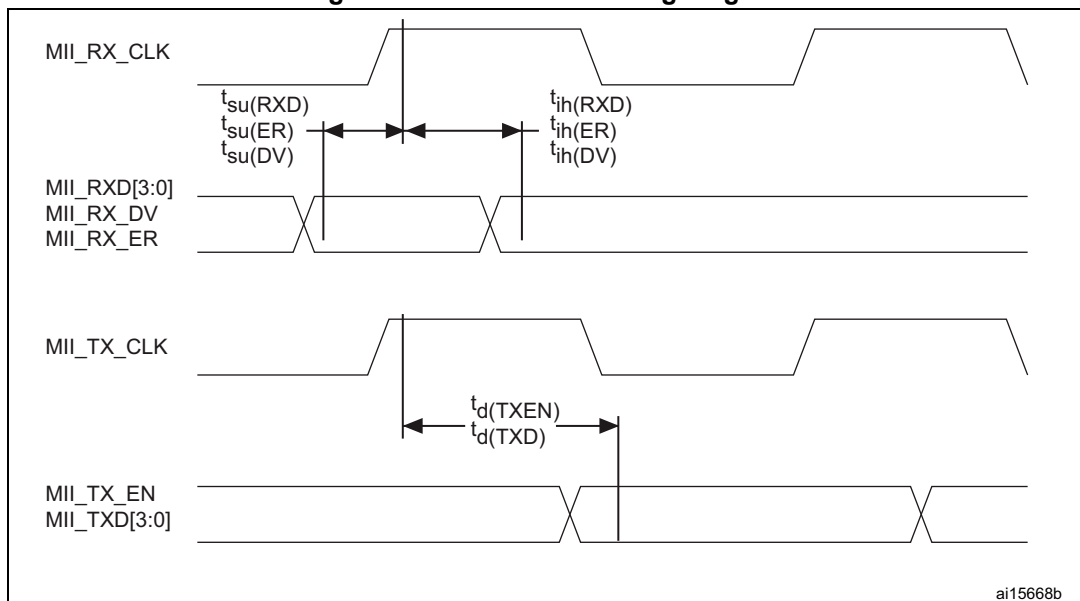 MII_RX_CLK
tsu(RXD)
tsu(ER)
tsu(DV)
tih(RXD)
tih(ER)
tih(DV)
MII_RXD[3:0]
MII_RX_DV
MII_RX_ER
MII_TX_CLK
td(TXEN)
td(TXD)
MII_TX_EN
MII_TXD[3:0]
ai15668b